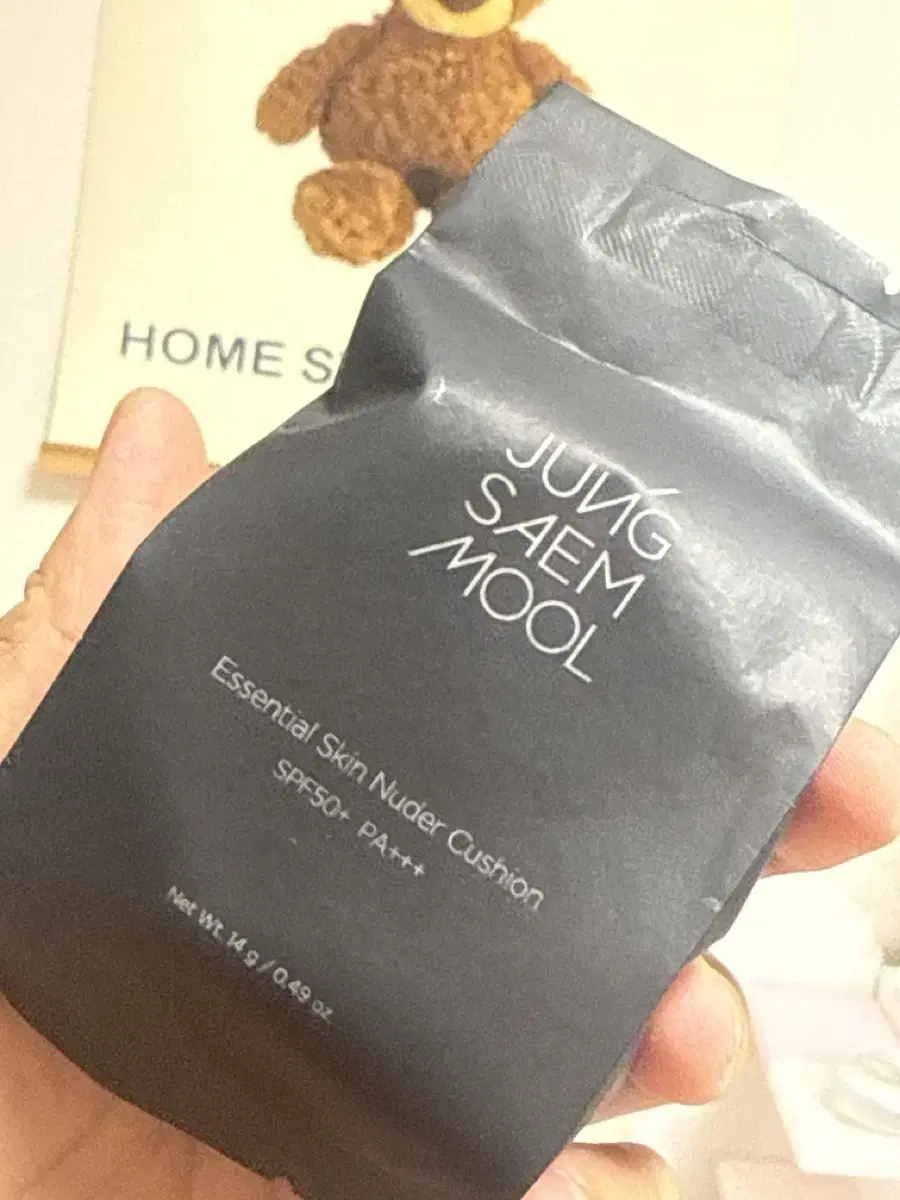 HOME
JUNG
SAEM
MOOL
Essential Skin Nuder Cushion
SPF50+ PA+++
Net Wt. 14 g / 0.49 oz.